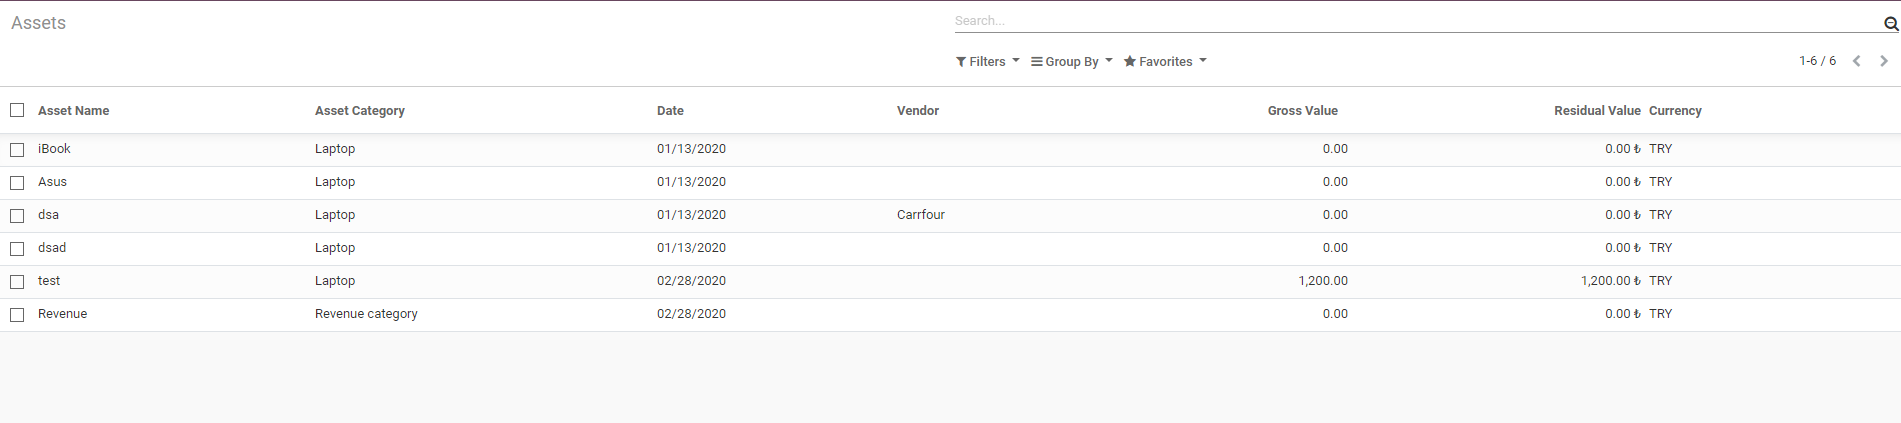 Assets
Search...
Filters Group By Favorites 1-6 / 6
Asset Name Asset Category Date Vendor Gross Value Residual Value Currency
iBook Laptop 01/13/2020 0.00 0.00 ₺ TRY
Asus Laptop 01/13/2020 0.00 0.00 ₺ TRY
dsa Laptop 01/13/2020 Carrfour 0.00 0.00 ₺ TRY
dsad Laptop 01/13/2020 0.00 0.00 ₺ TRY
test Laptop 02/28/2020 1,200.00 1,200.00 ₺ TRY
Revenue Revenue category 02/28/2020 0.00 0.00 ₺ TRY